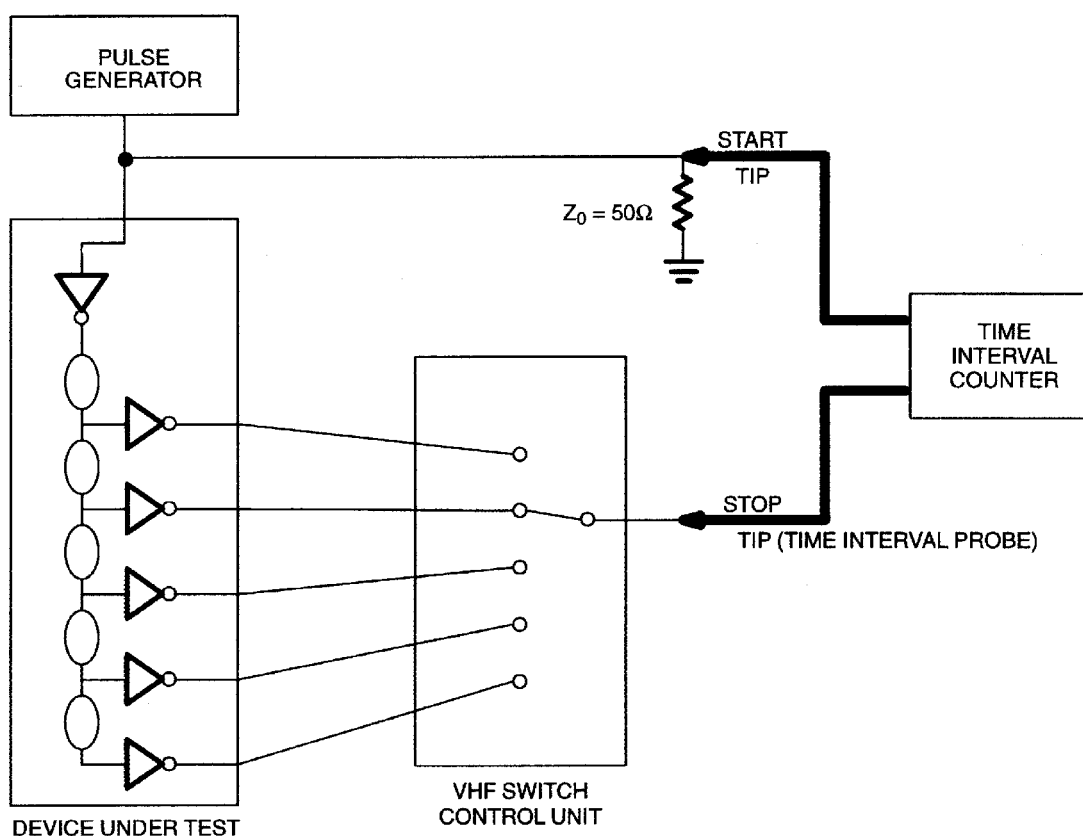 PULSE
GENERATOR
START
TIP
Z₀ = 50Ω
TIME
INTERVAL
COUNTER
STOP
TIP (TIME INTERVAL PROBE)
VHF SWITCH
CONTROL UNIT
DEVICE UNDER TEST